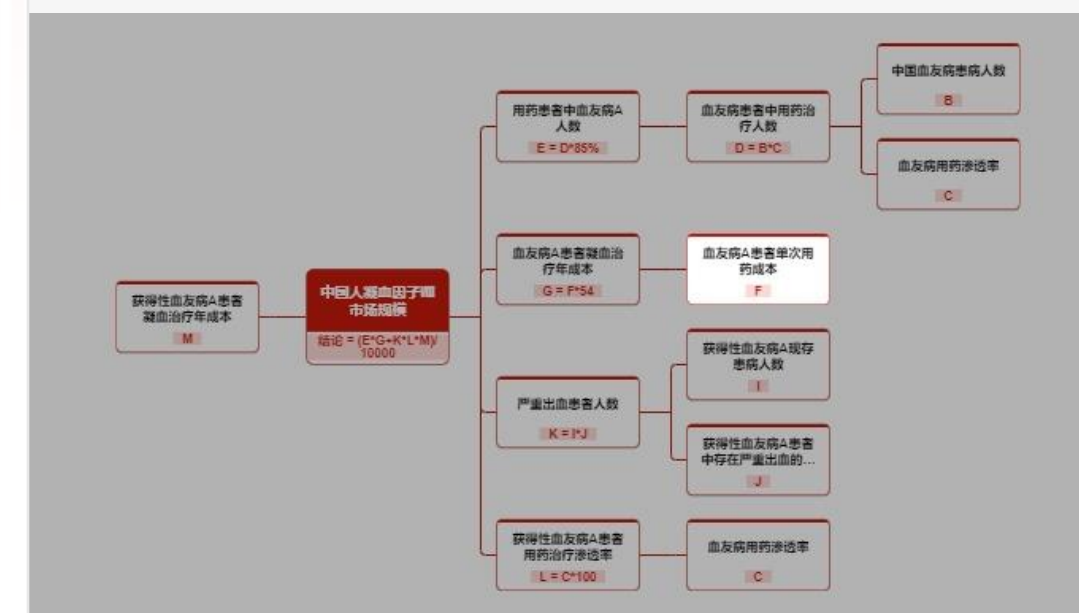 中国血友病患病人数
B
用药患者中血友病A
人数
E = D*85%
血友病患者中用药治
疗人数
D = B*C
血友病用药渗透率
C
血友病A患者凝血治
疗年成本
G = F*54
血友病A患者单次用
药成本
F
获得性血友病A患者
凝血治疗年成本
M
中国人凝血因子Ⅷ
市场规模
结论 = (E*G+K*L*M)/
10000
获得性血友病A现存
患病人数
I
严重出血患者人数
K = I*J
获得性血友病A患者
中存在严重出血的...
J
获得性血友病A患者
用药治疗渗透率
L = C*100
血友病用药渗透率
C